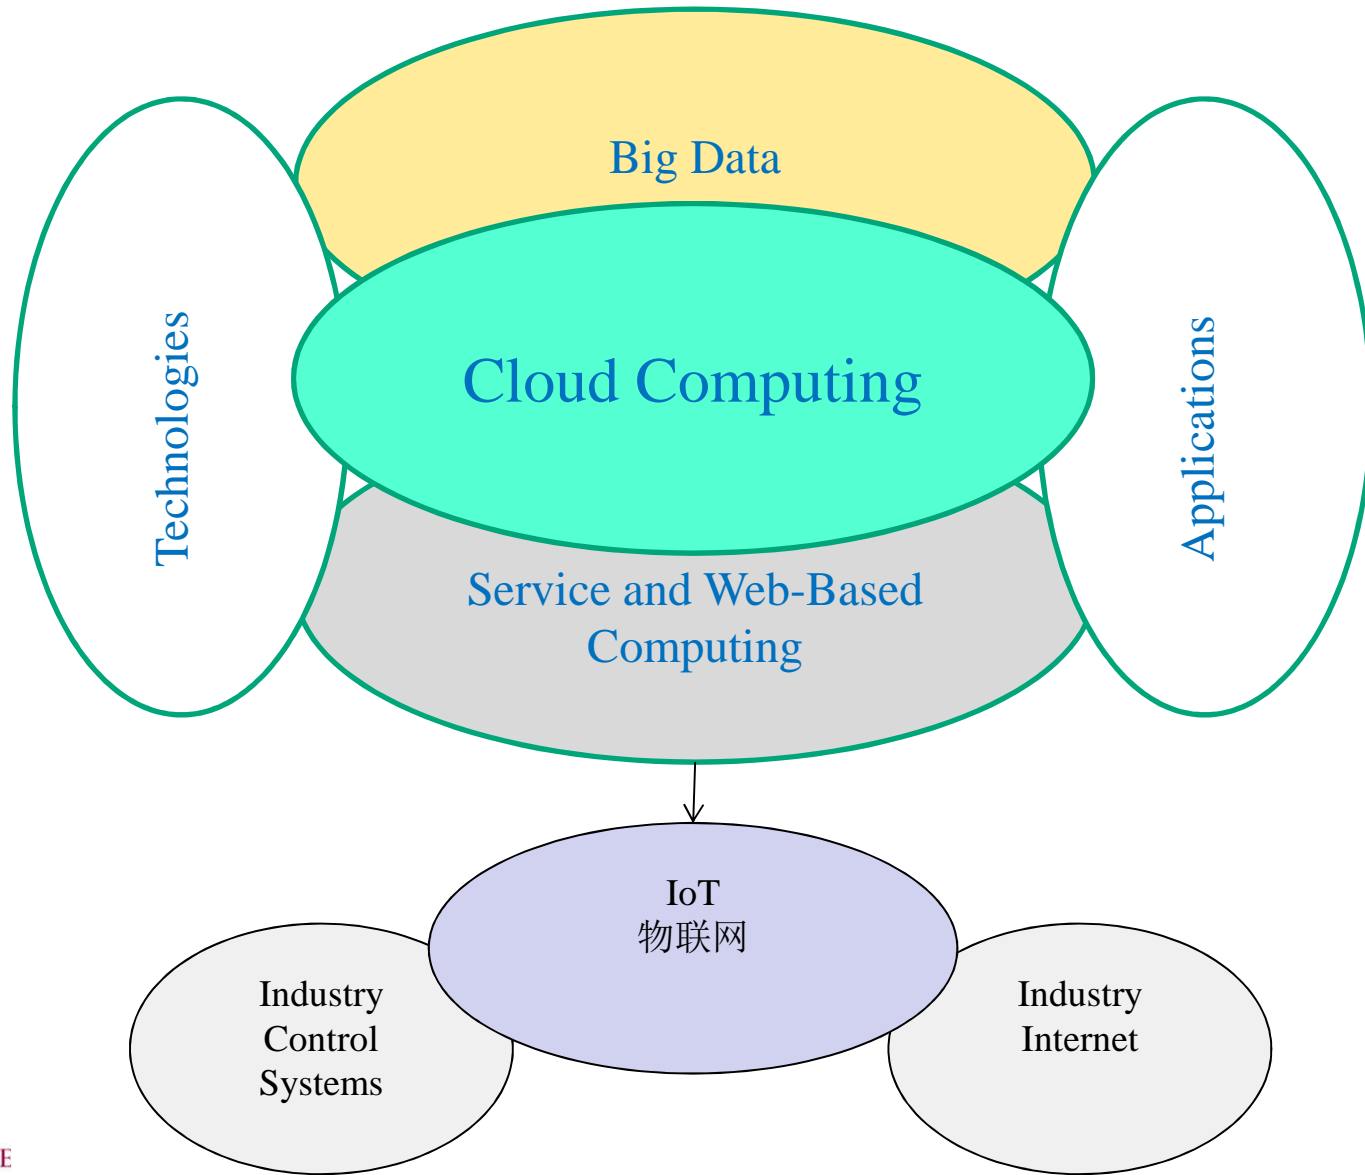 Big Data
Cloud Computing
Technologies
Applications
Service and Web-Based
Computing
IoT
物联网
Industry
Control
Systems
Industry
Internet
E